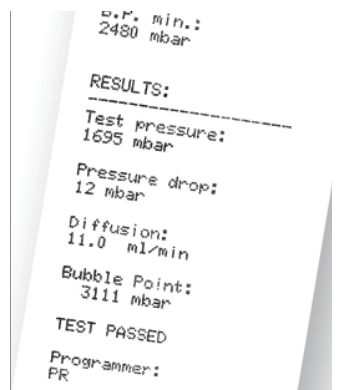 B.P. min.:
2480 mbar
RESULTS:
--------------------
Test pressure:
1695 mbar
Pressure drop:
12 mbar
Diffusion:
11.0 ml/min
Bubble Point:
3111 mbar
TEST PASSED
Programmer:
PR